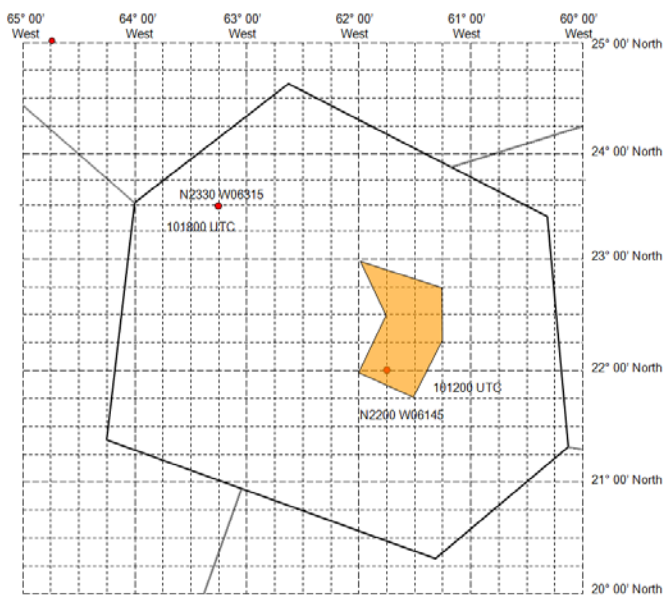 65° 00' West
64° 00' West
63° 00' West
62° 00' West
61° 00' West
60° 00' West
25° 00' North
24° 00' North
N2330 W06315
101800 UTC
23° 00' North
22° 00' North
101200 UTC
N2200 W06145
21° 00' North
20° 00' North